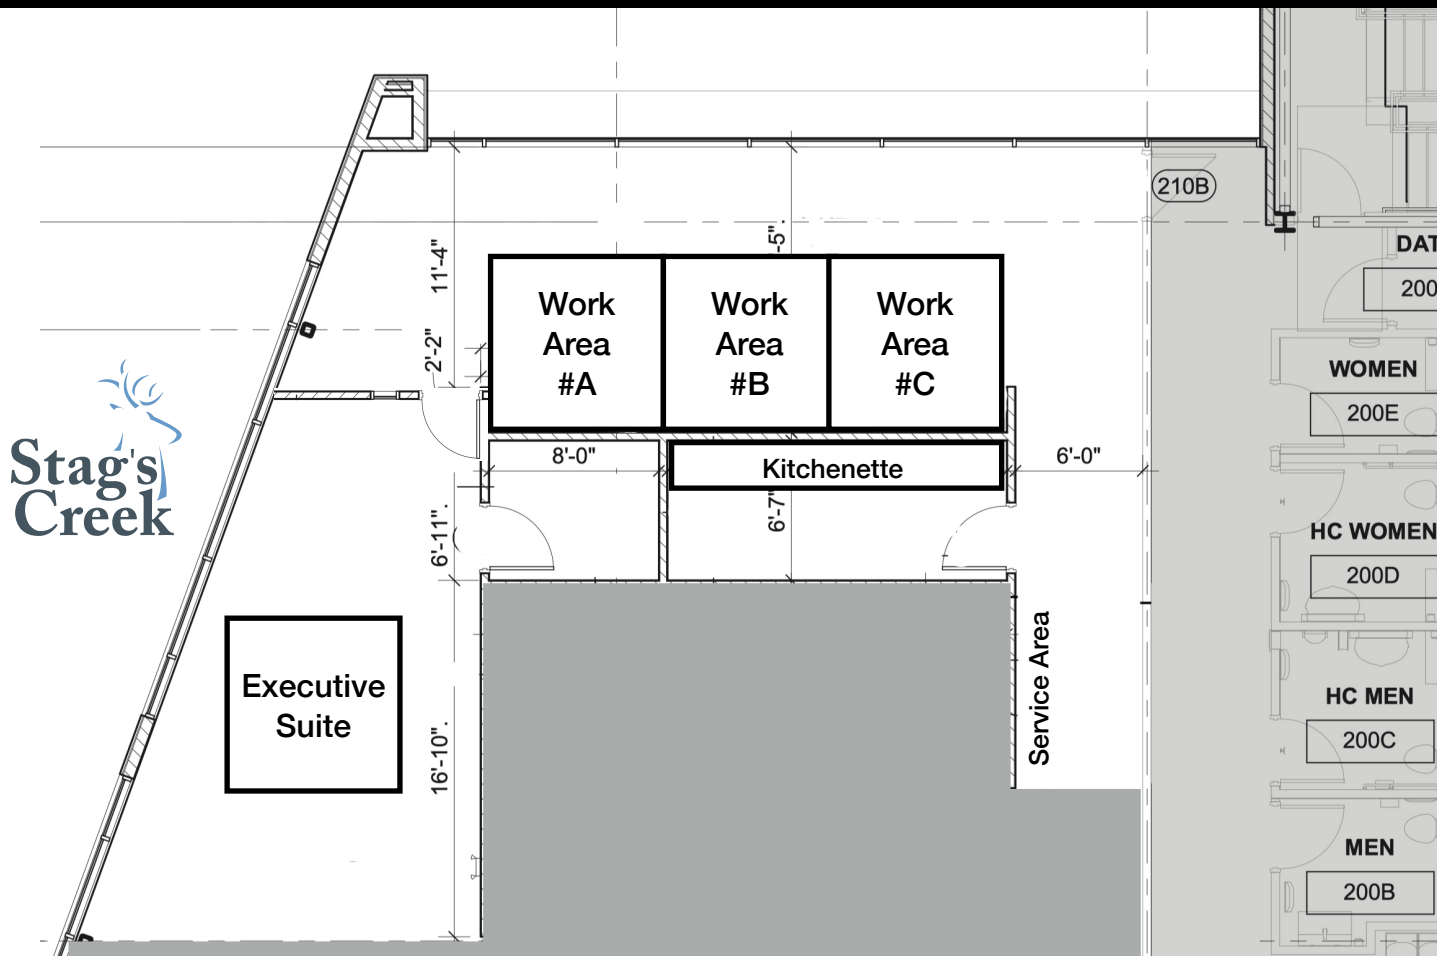 210B
11'-4"
-5".
DAT
200
2'-2"
Work
Area
#A
Work
Area
#B
Work
Area
#C
WOMEN
200E
Stag's
Creek
8'-0"
Kitchenette
6'-0"
6'-11".
6'-7"
HC WOMEN
200D
Executive
Suite
Service Area
16'-10".
HC MEN
200C
MEN
200B